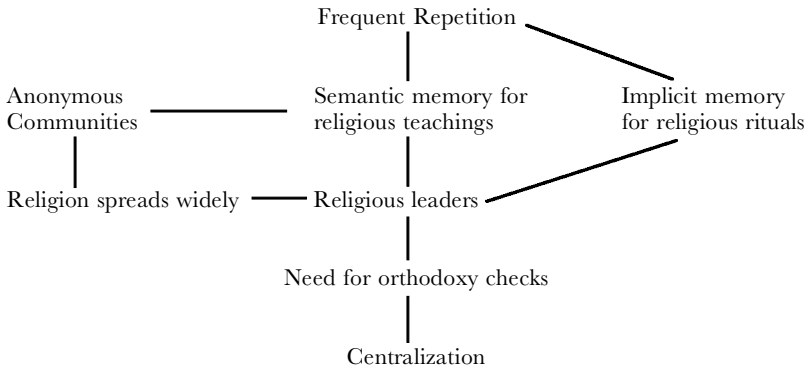 Frequent Repetition
Anonymous
Communities
Semantic memory for
religious teachings
Implicit memory
for religious rituals
Religion spreads widely
Religious leaders
Need for orthodoxy checks
Centralization